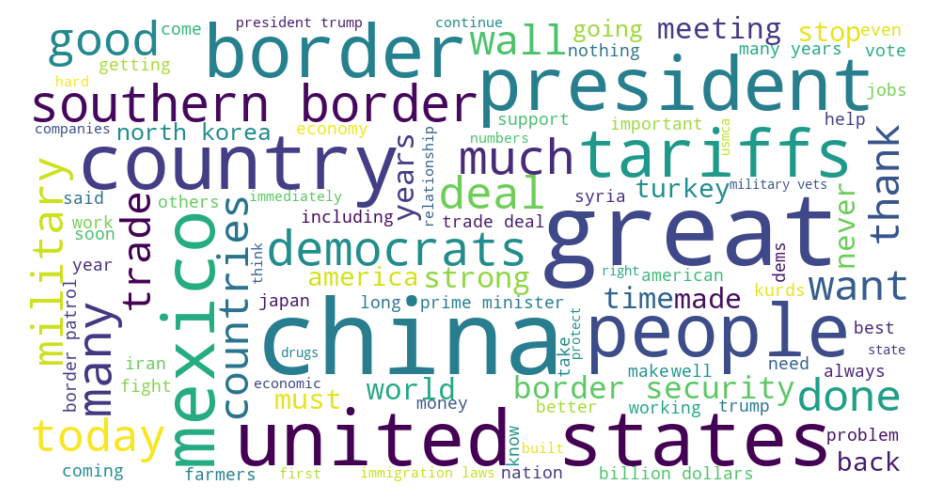 president trump
continue
come
good
border
wall
going
meeting
stop
even
nothing
many years
vote
getting
president
hard
jobs
southern border
companies
north korea
economy
support
important
help
numbers
usmca
country
years
relationship
much
tariffs
thank
military
said
others
immediately
deal
syria
turkey
military vets
never
work
soon
trade
countries
including
trade deal
great
democrats
think
america
strong
right
american
dems
year
mexico
border patrol
many
japan
long
prime minister
time
made
kurds
want
china
people
best
iran
drugs
take
protect
state
fight
economic
world
make
well
need
always
must
money
border security
done
better
working
trump
today
united states
know
built
problem
back
coming
farmers
first
immigration laws
nation
billion dollars